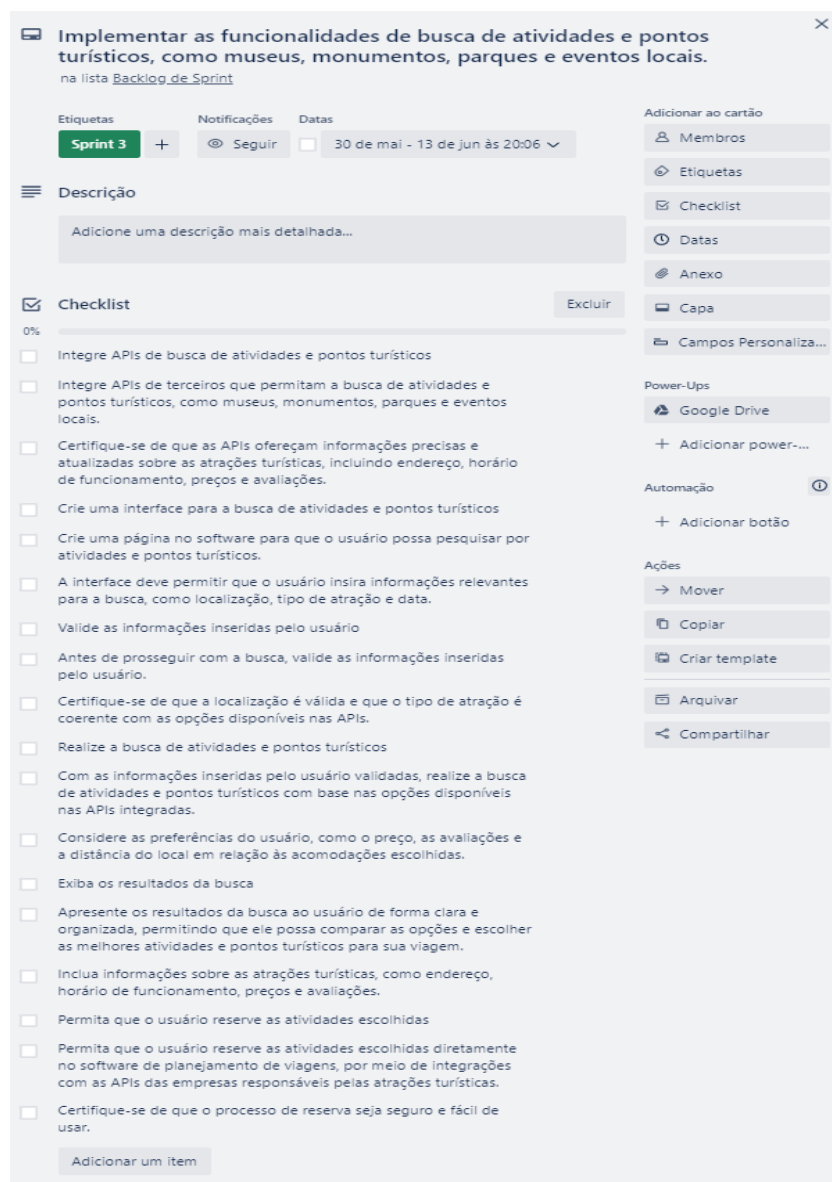 Implementar as funcionalidades de busca de atividades e pontos
turísticos, como museus, monumentos, parques e eventos locais.
na lista Backlog de Sprint
Etiquetas
Notificações
Datas
Sprint 3
+
Seguir
30 de mai - 13 de jun às 20:06
Descrição
Adicione uma descrição mais detalhada...
Checklist
Excluir
0%
Integre APIs de busca de atividades e pontos turísticos
Integre APIs de terceiros que permitam a busca de atividades e
pontos turísticos, como museus, monumentos, parques e eventos
locais.
Certifique-se de que as APIs ofereçam informações precisas e
atualizadas sobre as atrações turísticas, incluindo endereço, horário
de funcionamento, preços e avaliações.
Crie uma interface para a busca de atividades e pontos turísticos
Crie uma página no software para que o usuário possa pesquisar por
atividades e pontos turísticos.
A interface deve permitir que o usuário insira informações relevantes
para a busca, como localização, tipo de atração e data.
Valide as informações inseridas pelo usuário
Antes de prosseguir com a busca, valide as informações inseridas
pelo usuário.
Certifique-se de que a localização é válida e que o tipo de atração é
coerente com as opções disponíveis nas APIs.
Realize a busca de atividades e pontos turísticos
Com as informações inseridas pelo usuário validadas, realize a busca
de atividades e pontos turísticos com base nas opções disponíveis
nas APIs integradas.
Considere as preferências do usuário, como o preço, as avaliações e
a distância do local em relação às acomodações escolhidas.
Exiba os resultados da busca
Apresente os resultados da busca ao usuário de forma clara e
organizada, permitindo que ele possa comparar as opções e escolher
as melhores atividades e pontos turísticos para sua viagem.
Inclua informações sobre as atrações turísticas, como endereço,
horário de funcionamento, preços e avaliações.
Permita que o usuário reserve as atividades escolhidas
Permita que o usuário reserve as atividades escolhidas diretamente
no software de planejamento de viagens, por meio de integrações
com as APIs das empresas responsáveis pelas atrações turísticas.
Certifique-se de que o processo de reserva seja seguro e fácil de
usar.
Adicionar um item
Adicionar ao cartão
Membros
Etiquetas
Checklist
Datas
Anexo
Capa
Campos Personaliza...
Power-Ups
Google Drive
+ Adicionar power-...
Automação
+ Adicionar botão
Ações
Mover
Copiar
Criar template
Arquivar
Compartilhar